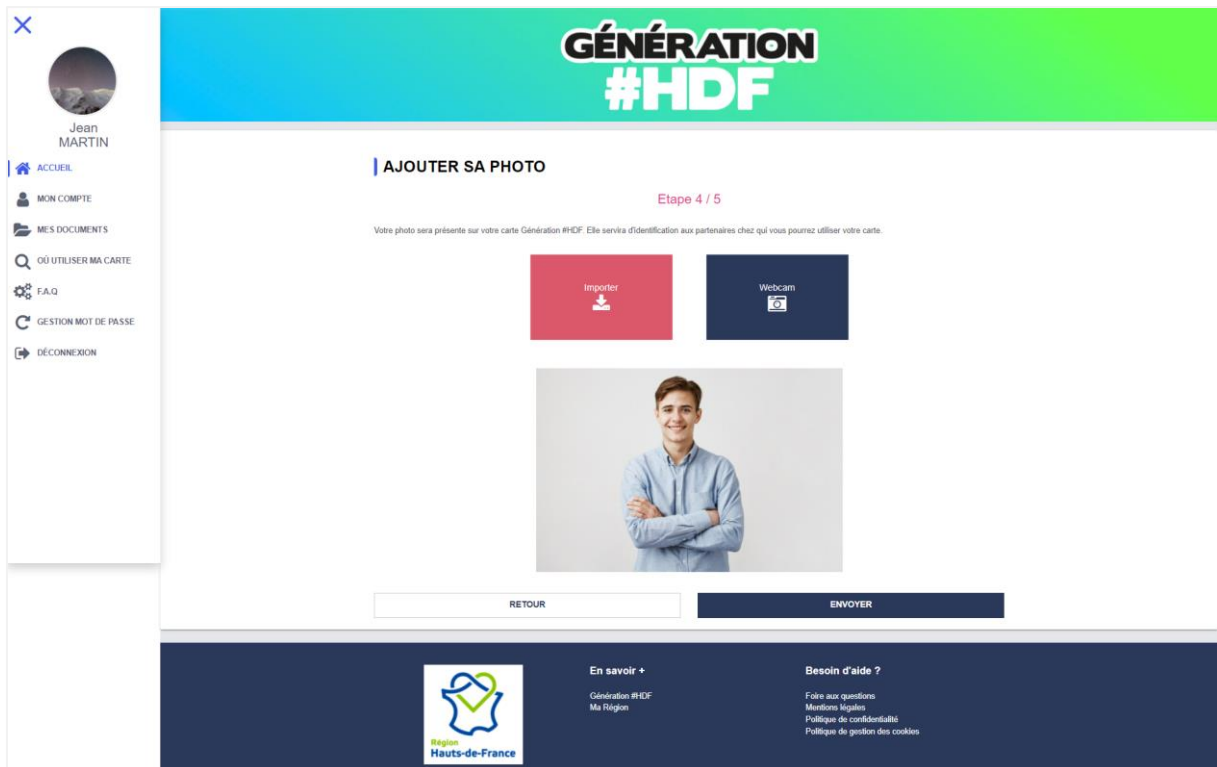 GÉNÉRATION
#HDF
Jean
MARTIN
ACCUEIL
MON COMPTE
MES DOCUMENTS
OÙ UTILISER MA CARTE
F.A.Q
GESTION MOT DE PASSE
DÉCONNEXION
AJOUTER SA PHOTO
Etape 4 / 5
Votre photo sera présente sur votre carte Génération #HDF. Elle servira d'identification aux partenaires chez qui vous pourrez utiliser votre carte.
Importer
Webcam
RETOUR
ENVOYER
Région
Hauts-de-France
En savoir +
Génération #HDF
Ma Région
Besoin d'aide ?
Foire aux questions
Mentions légales
Politique de confidentialité
Politique de gestion des cookies